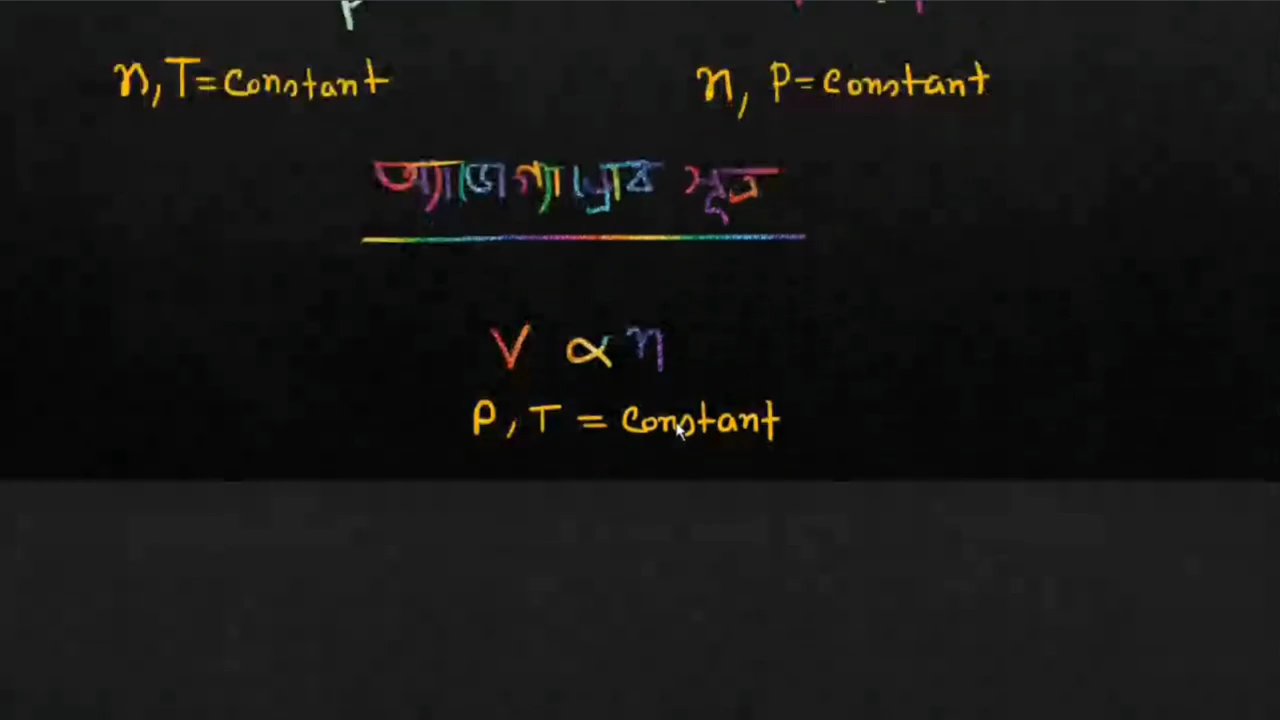 n, T = Constant
n, P = Constant
অ্যাভোগ্যাড্রোর সূত্র
V ∝ n
P, T = Constant